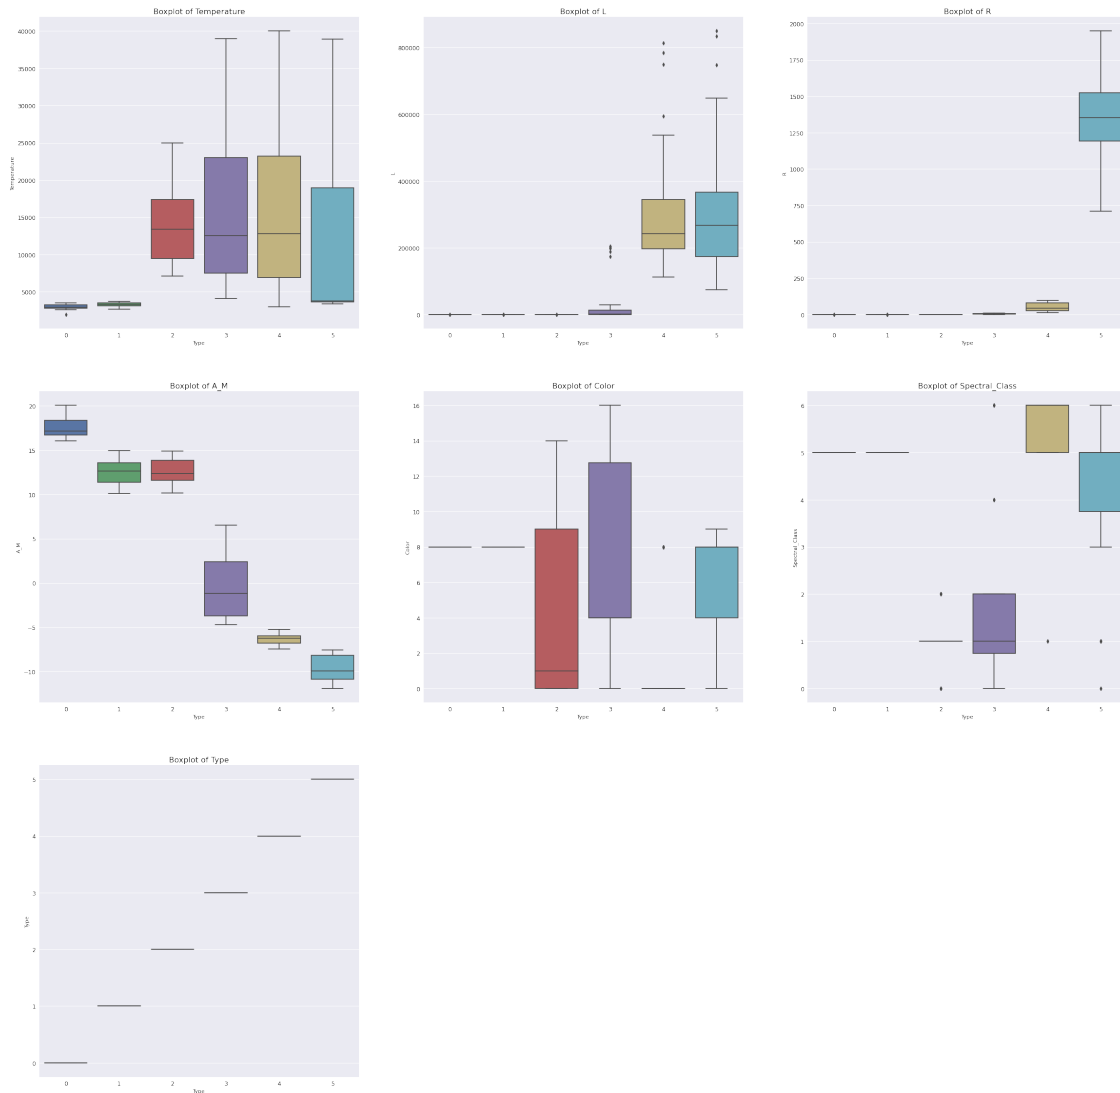 Boxplot of Temperature
Temperature
40000
35000
30000
25000
20000
15000
10000
5000
0 1 2 3 4 5
Type
Boxplot of L
L
800000
600000
400000
200000
0
0 1 2 3 4 5
Type
Boxplot of R
R
2000
1750
1500
1250
1000
750
500
250
0
0 1 2 3 4 5
Type
Boxplot of A_M
A_M
20
15
10
5
0
−5
−10
0 1 2 3 4 5
Type
Boxplot of Color
Color
16
14
12
10
8
6
4
2
0
0 1 2 3 4 5
Type
Boxplot of Spectral_Class
Spectral_Class
6
5
4
3
2
1
0
0 1 2 3 4 5
Type
Boxplot of Type
Type
5
4
3
2
1
0
0 1 2 3 4 5
Type